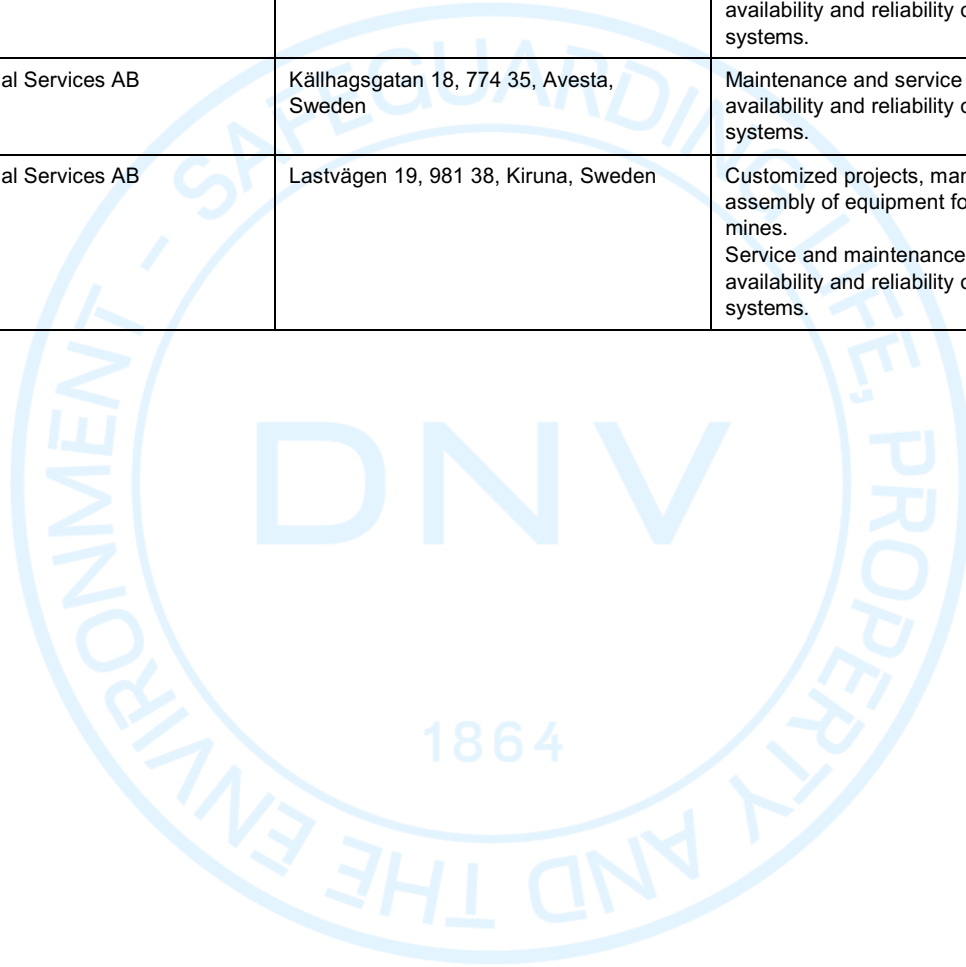 availability and reliability
systems.
al Services AB
Källhagsgatan 18, 774 35, Avesta,
Sweden
Maintenance and service
availability and reliability
systems.
al Services AB
Lastvägen 19, 981 38, Kiruna, Sweden
Customized projects,
assembly of equipment
mines.
Service and maintenance
availability and reliability
systems.
SAFEGUARDING LIFE, PROPERTY AND THE ENVIRONMENT -
DNV
1864